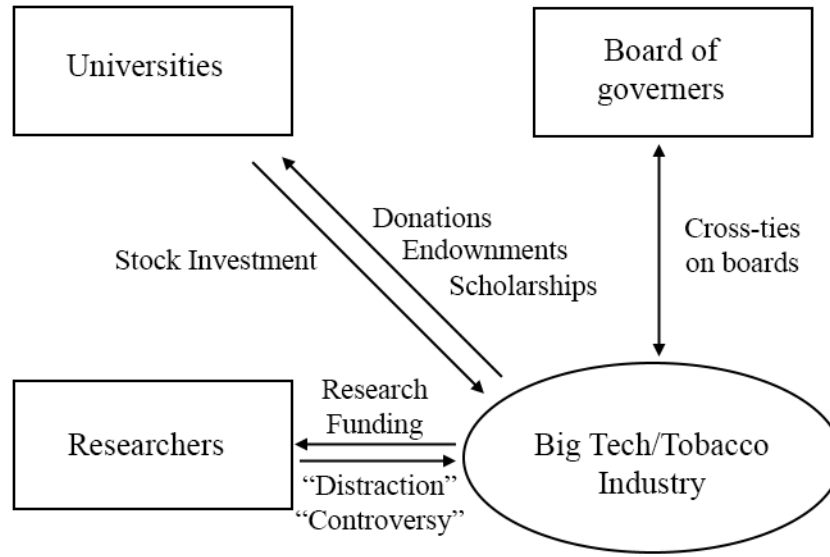 Universities
Board of
governers
Donations
Endownments
Scholarships
Stock Investment
Cross-ties
on boards
Researchers
Research
Funding
“Distraction”
“Controversy”
Big Tech/Tobacco
Industry